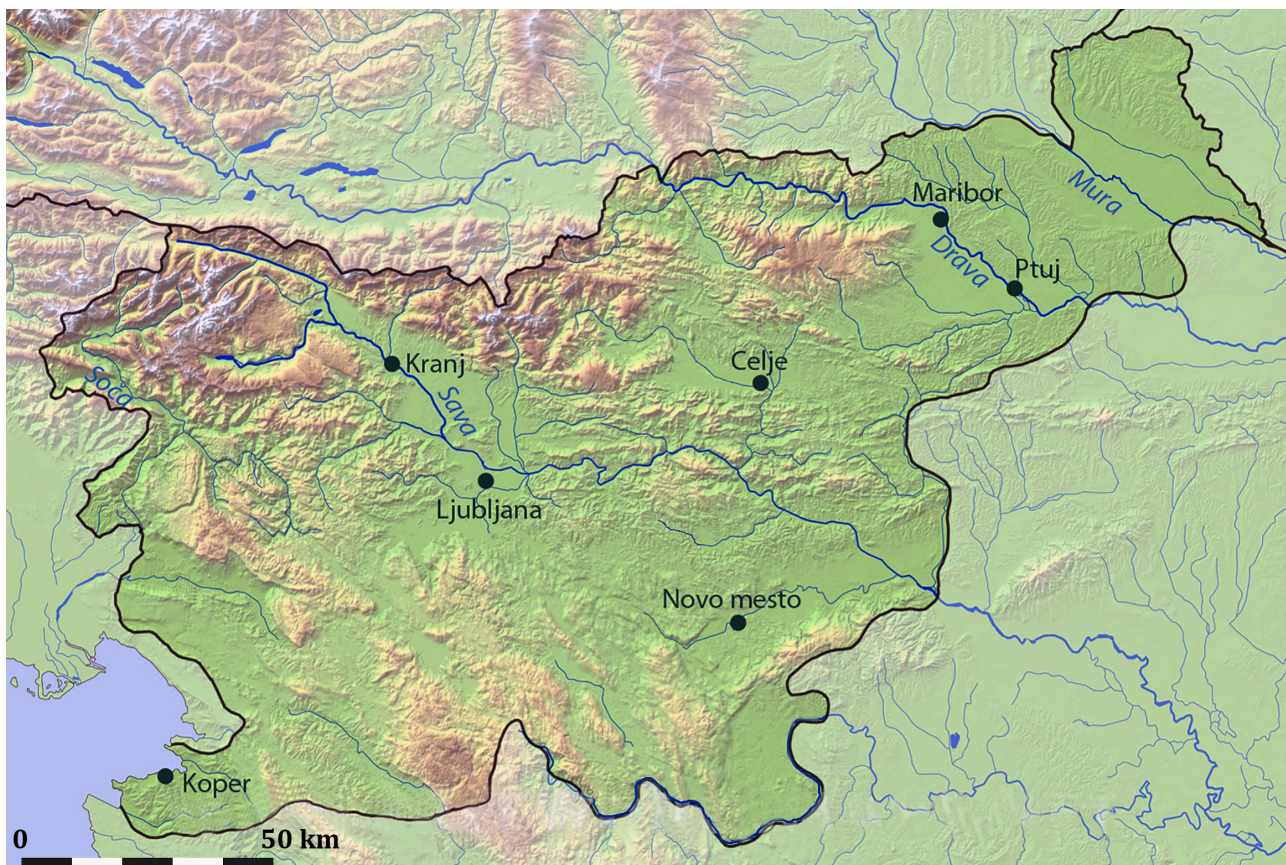 Maribor
Mura
Drava
Ptuj
Kranj
Celje
Soča
Sava
Ljubljana
Novo mesto
Koper
0 50 km